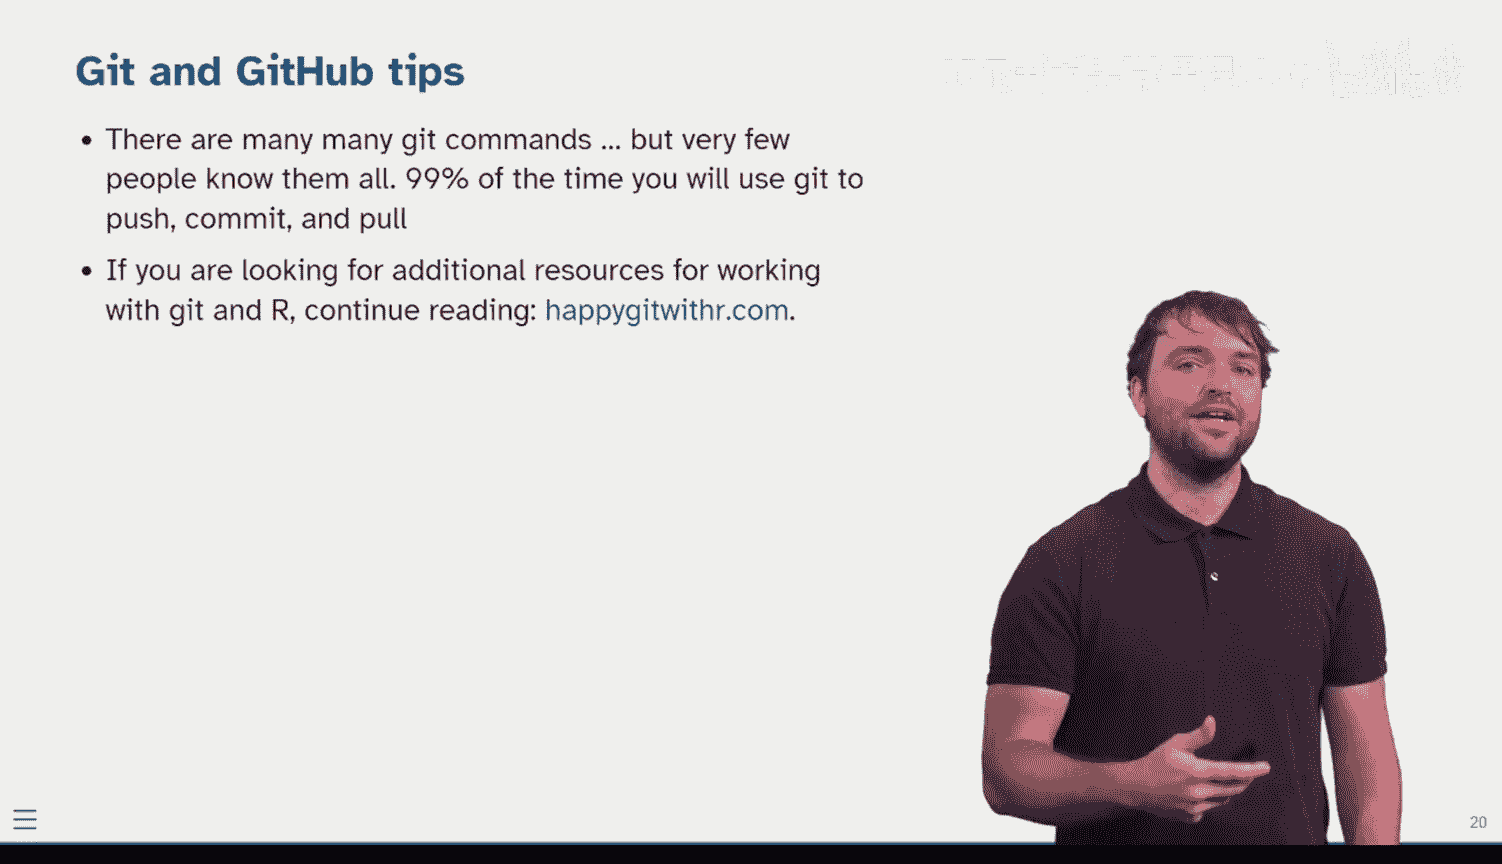 Git and GitHub tips
• There are many many git commands ... but very few
people know them all. 99% of the time you will use git to
push, commit, and pull
• If you are looking for additional resources for working
with git and R, continue reading: happygitwithr.com.
20